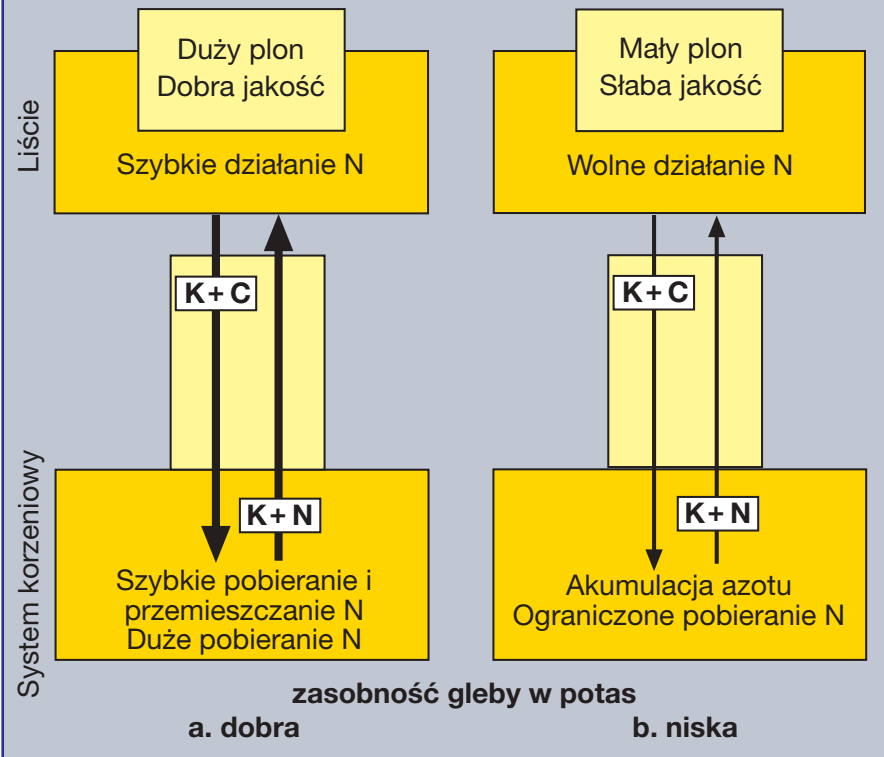 Liście
Duży plon
Dobra jakość
Szybkie działanie N
K + C
K + N
System korzeniowy
Szybkie pobieranie i
przemieszczanie N
Duże pobieranie N
Mały plon
Słaba jakość
Wolne działanie N
K + C
K + N
Akumulacja azotu
Ograniczone pobieranie N
zasobność gleby w potas
a. dobra
b. niska